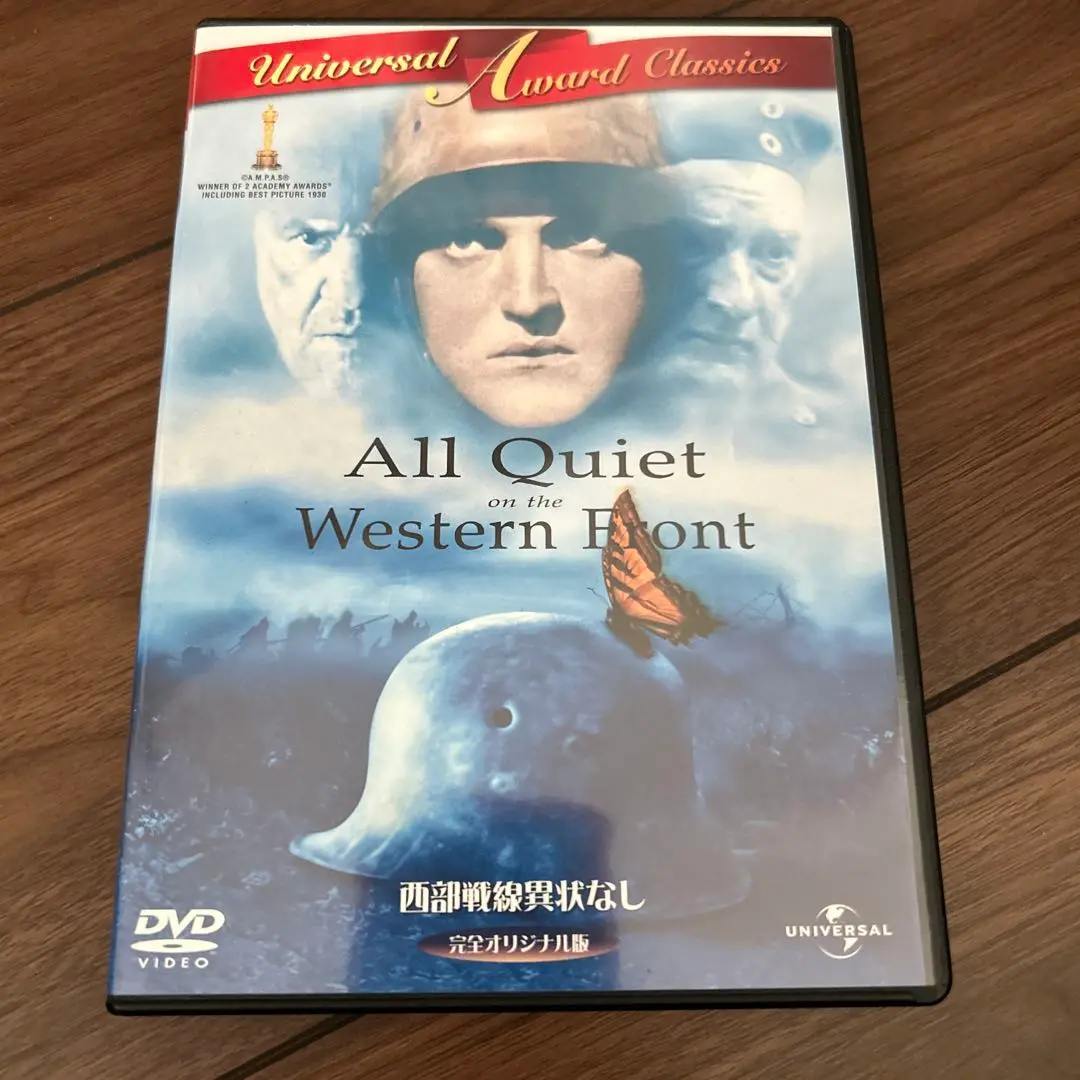 Universal Award Classics
©A.M.P.A.S®
WINNER OF 2 ACADEMY AWARDS®
INCLUDING BEST PICTURE 1930
All Quiet
on the
Western Front
西部戦線異状なし
完全オリジナル版
DVD
VIDEO
UNIVERSAL